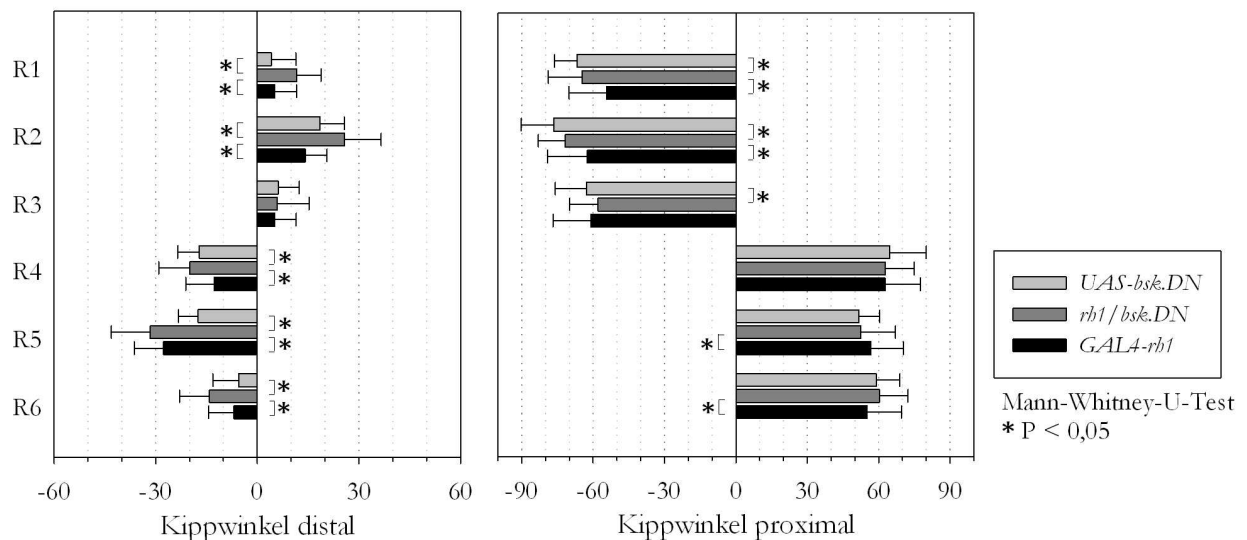 R1
R2
R3
R4
R5
R6
* *
* *
* *
* *
* *
* *
* *
*
*
*
-60 -30 0 30 60
Kippwinkel distal
-90 -60 -30 0 30 60 90
Kippwinkel proximal
UAS-bsk.DN
rh1/bsk.DN
GAL4-rh1
Mann-Whitney-U-Test
* P < 0,05